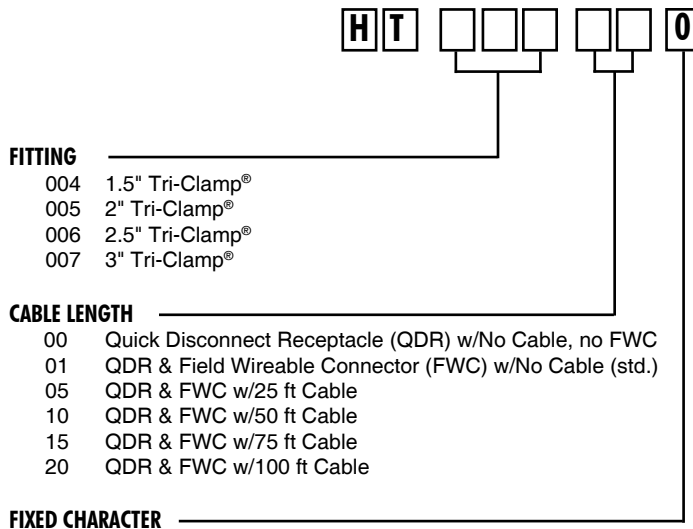 HT 0
FITTING
004 1.5" Tri-Clamp®
005 2" Tri-Clamp®
006 2.5" Tri-Clamp®
007 3" Tri-Clamp®
CABLE LENGTH
00 Quick Disconnect Receptacle (QDR) w/No Cable, no FWC
01 QDR & Field Wireable Connector (FWC) w/No Cable (std.)
05 QDR & FWC w/25 ft Cable
10 QDR & FWC w/50 ft Cable
15 QDR & FWC w/75 ft Cable
20 QDR & FWC w/100 ft Cable
FIXED CHARACTER